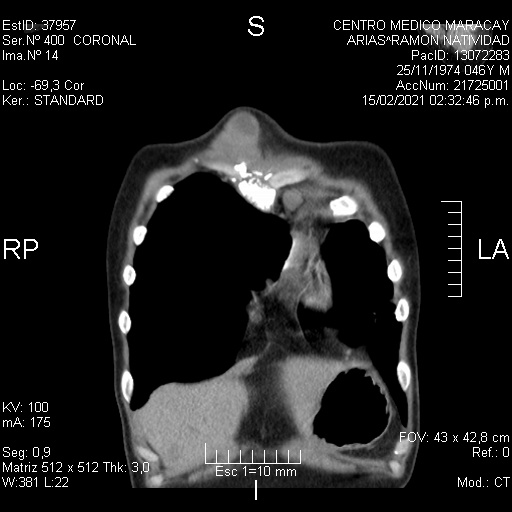 EstID: 37957
Ser.Nº 400 CORONAL
Ima.Nº 14
Loc: -69,3 Cor
Ker.: STANDARD
S
CENTRO MEDICO MARACAY
ARIAS^RAMON NATIVIDAD
PacID: 13072283
25/11/1974 046Y M
AccNum: 21725001
15/02/2021 02:32:46 p.m.
RP
LA
KV: 100
mA: 175
Seg: 0,9
Matriz 512 x 512 Thk: 3,0
W:381 L:22
Esc 1=10 mm
I
FOV: 43 x 42,8 cm
Ref.: 0
Mod.: CT